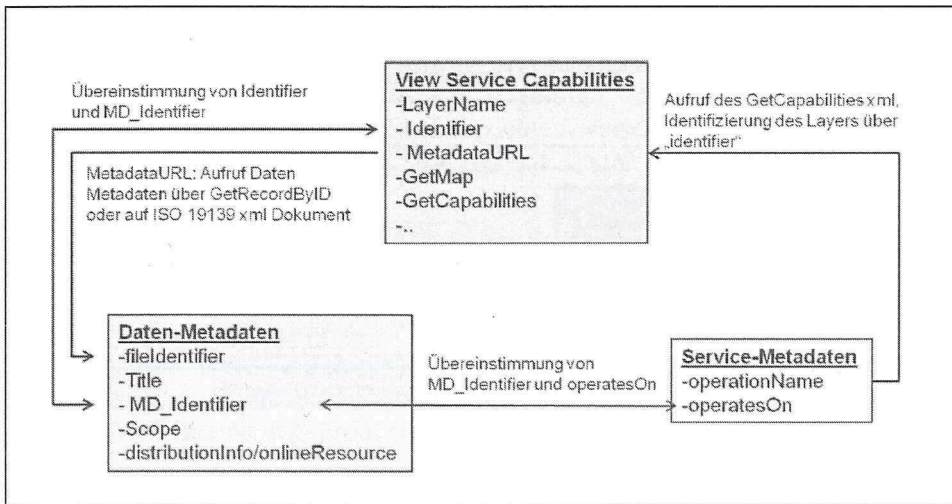 View Service Capabilities
-LayerName
- Identifier
- MetadataURL
-GetMap
-GetCapabilities
-..
Übereinstimmung von Identifier
und MD_Identifier
Aufruf des GetCapabilities xml,
Identifizierung des Layers über
„identifier“
MetadataURL: Aufruf Daten
Metadaten über GetRecordByID
oder auf ISO 19139 xml Dokument
Daten-Metadaten
-fileIdentifier
-Title
- MD_Identifier
-Scope
-distributionInfo/onlineResource
Übereinstimmung von
MD_Identifier und operatesOn
Service-Metadaten
-operationName
-operatesOn